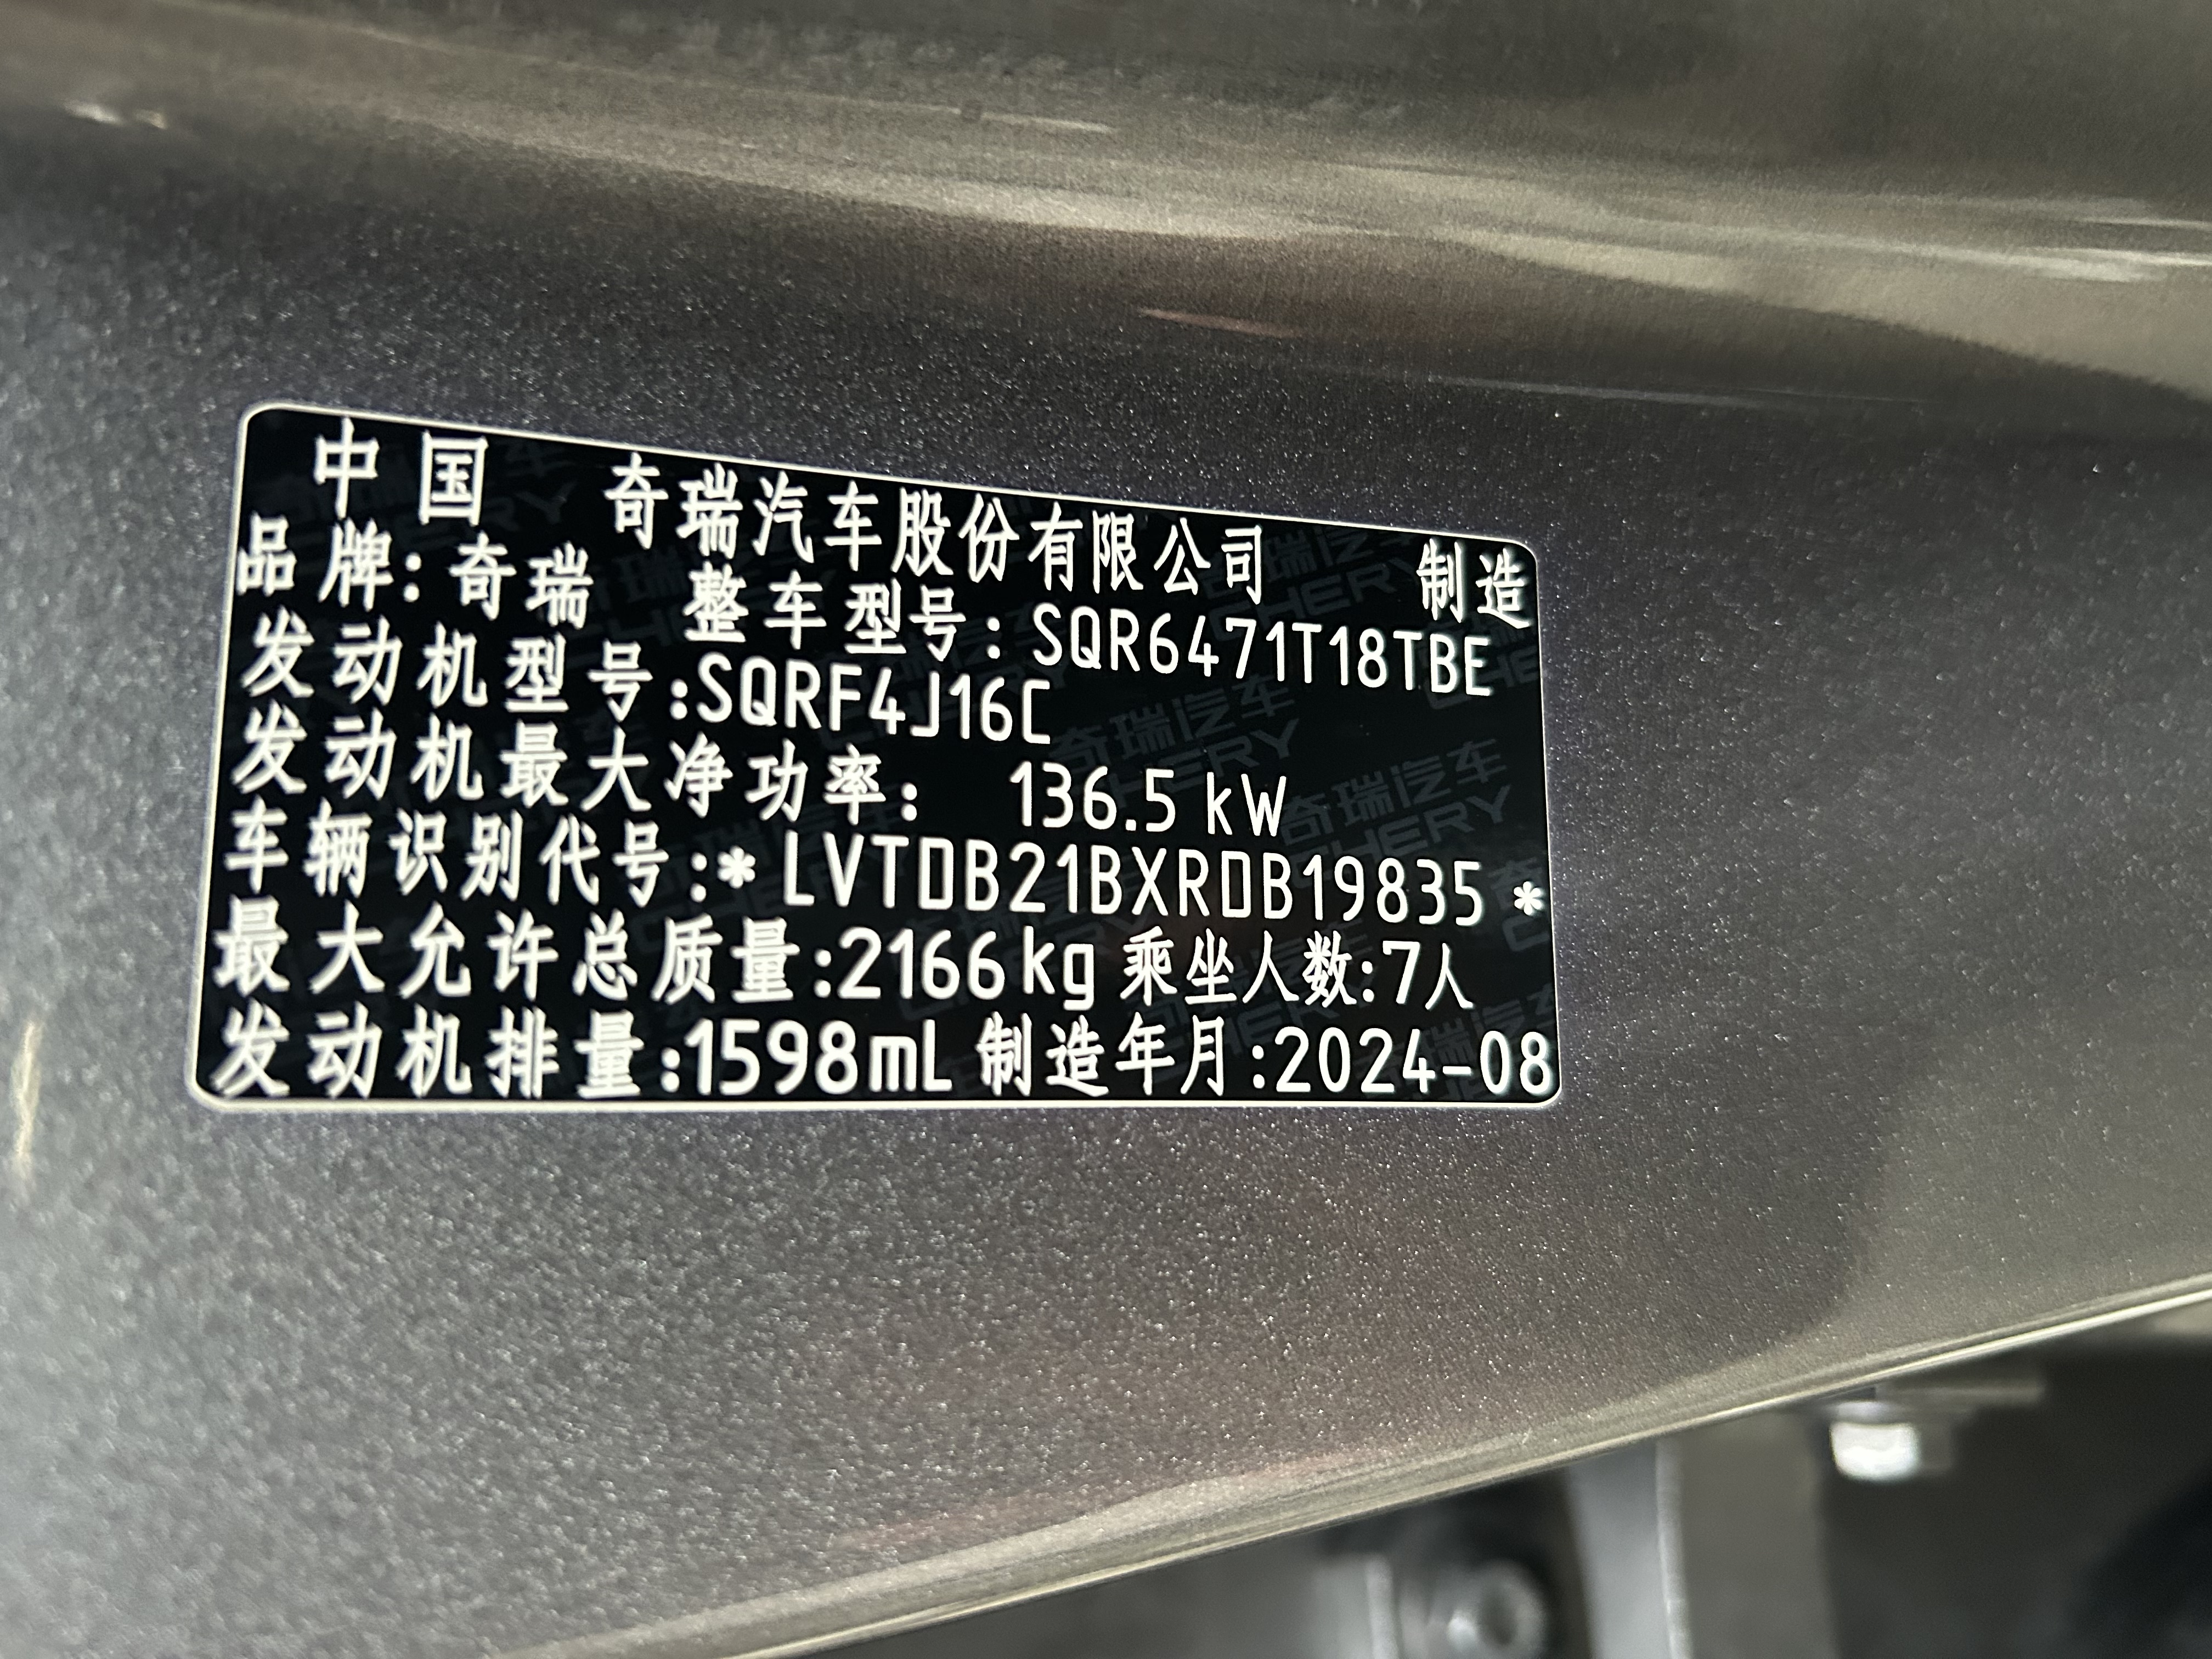 中国 奇瑞汽车股份有限公司 制造
品牌:奇瑞 整车型号:SQR6471T18TBE
发动机型号:SQRF4J16C
发动机最大净功率: 136.5 kW
车辆识别代号:*LVTDB21BXRDB19835*
最大允许总质量:2166kg 乘坐人数:7人
发动机排量:1598mL 制造年月:2024-08